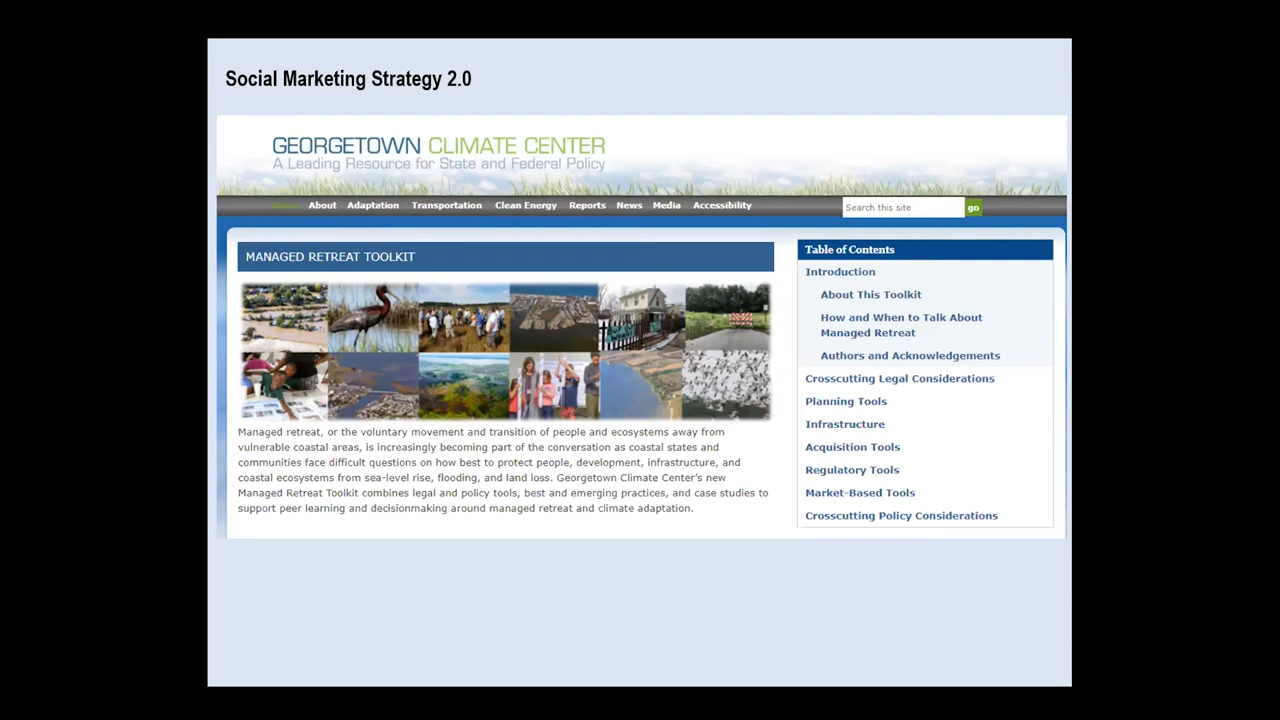 Social Marketing Strategy 2.0
GEORGETOWN CLIMATE CENTER
A Leading Resource for State and Federal Policy
Home About Adaptation Transportation Clean Energy Reports News Media Accessibility
Search this site go
MANAGED RETREAT TOOLKIT
Managed retreat, or the voluntary movement and transition of people and ecosystems away from
vulnerable coastal areas, is increasingly becoming part of the conversation as coastal states and
communities face difficult questions on how best to protect people, development, infrastructure, and
coastal ecosystems from sea-level rise, flooding, and land loss. Georgetown Climate Center's new
Managed Retreat Toolkit combines legal and policy tools, best and emerging practices, and case studies to
support peer learning and decisionmaking around managed retreat and climate adaptation.
Table of Contents
Introduction
About This Toolkit
How and When to Talk About
Managed Retreat
Authors and Acknowledgements
Crosscutting Legal Considerations
Planning Tools
Infrastructure
Acquisition Tools
Regulatory Tools
Market-Based Tools
Crosscutting Policy Considerations